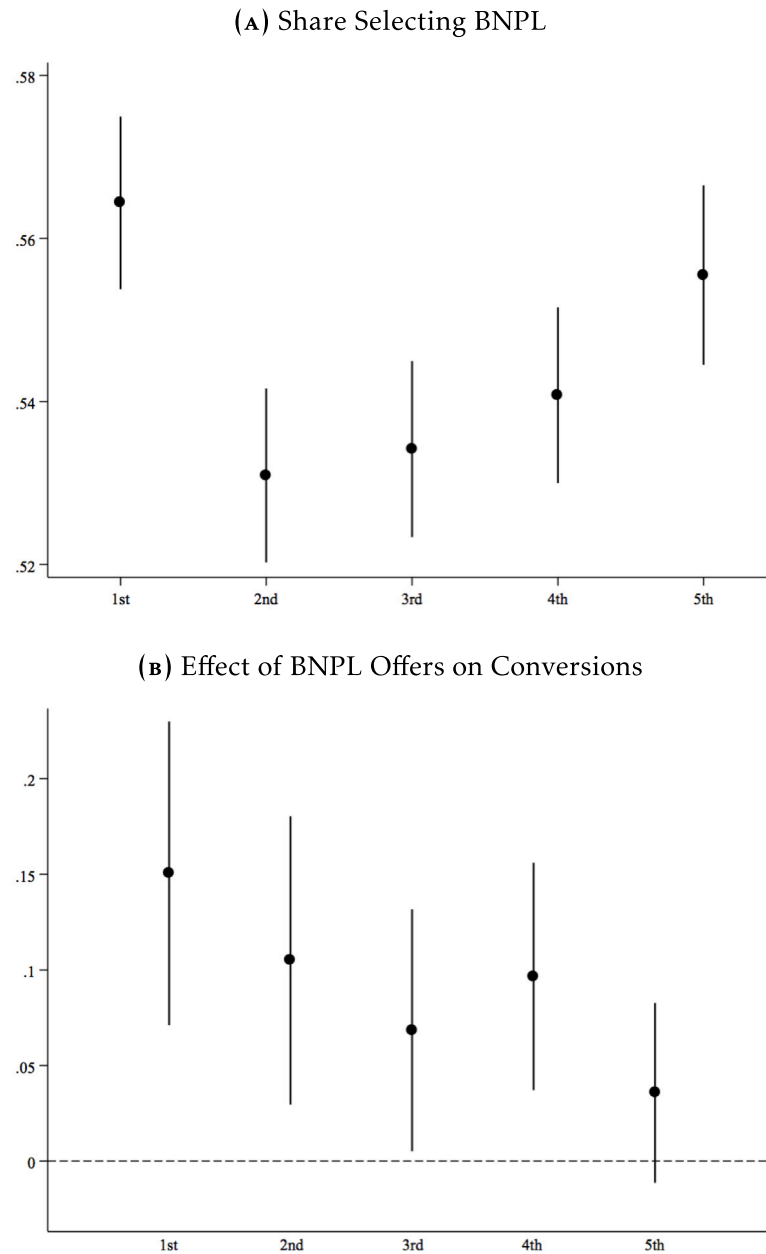 (A) Share Selecting BNPL
.58
.56
.54
.52
1st 2nd 3rd 4th 5th
(B) Effect of BNPL Offers on Conversions
.2
.15
.1
.05
0
1st 2nd 3rd 4th 5th